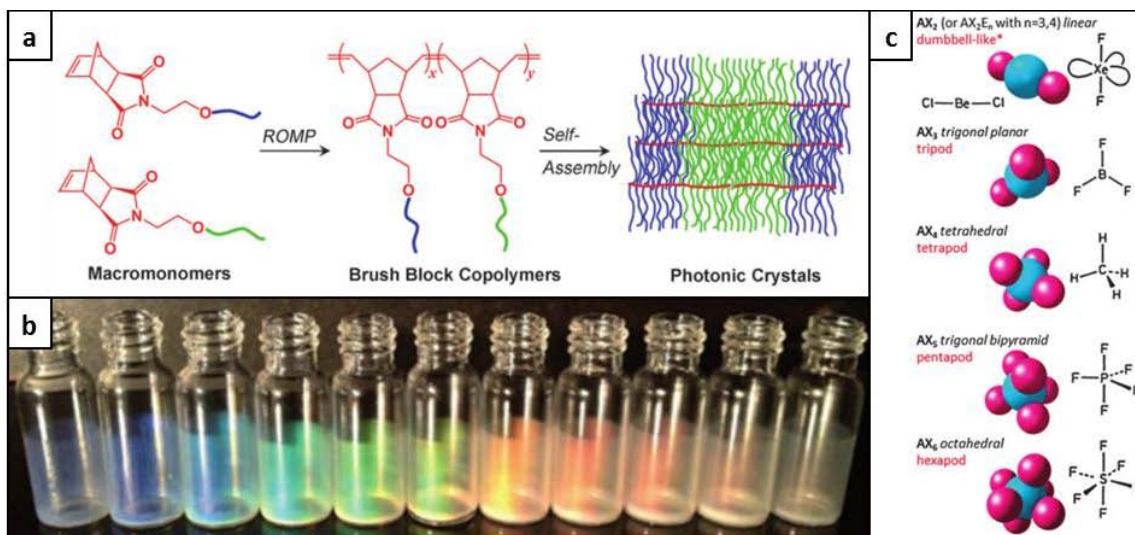 a
ROMP
Self-
Assembly
Macromonomers
Brush Block Copolymers
Photonic Crystals
O
N
O
O
O
N
O
O
x
y
O N O
O N O
O
O
b
c
AX₂ (or AX₂Eₙ with n=3,4) linear
dumbbell-like*
F
Xe
F
Cl—Be—Cl
AX₃ trigonal planar
tripod
F
B
F F
AX₄ tetrahedral
tetrapod
H
H C H
H
AX₅ trigonal bipyramid
pentapod
F
F P F
F
AX₆ octahedral
hexapod
F
F S F
F
F